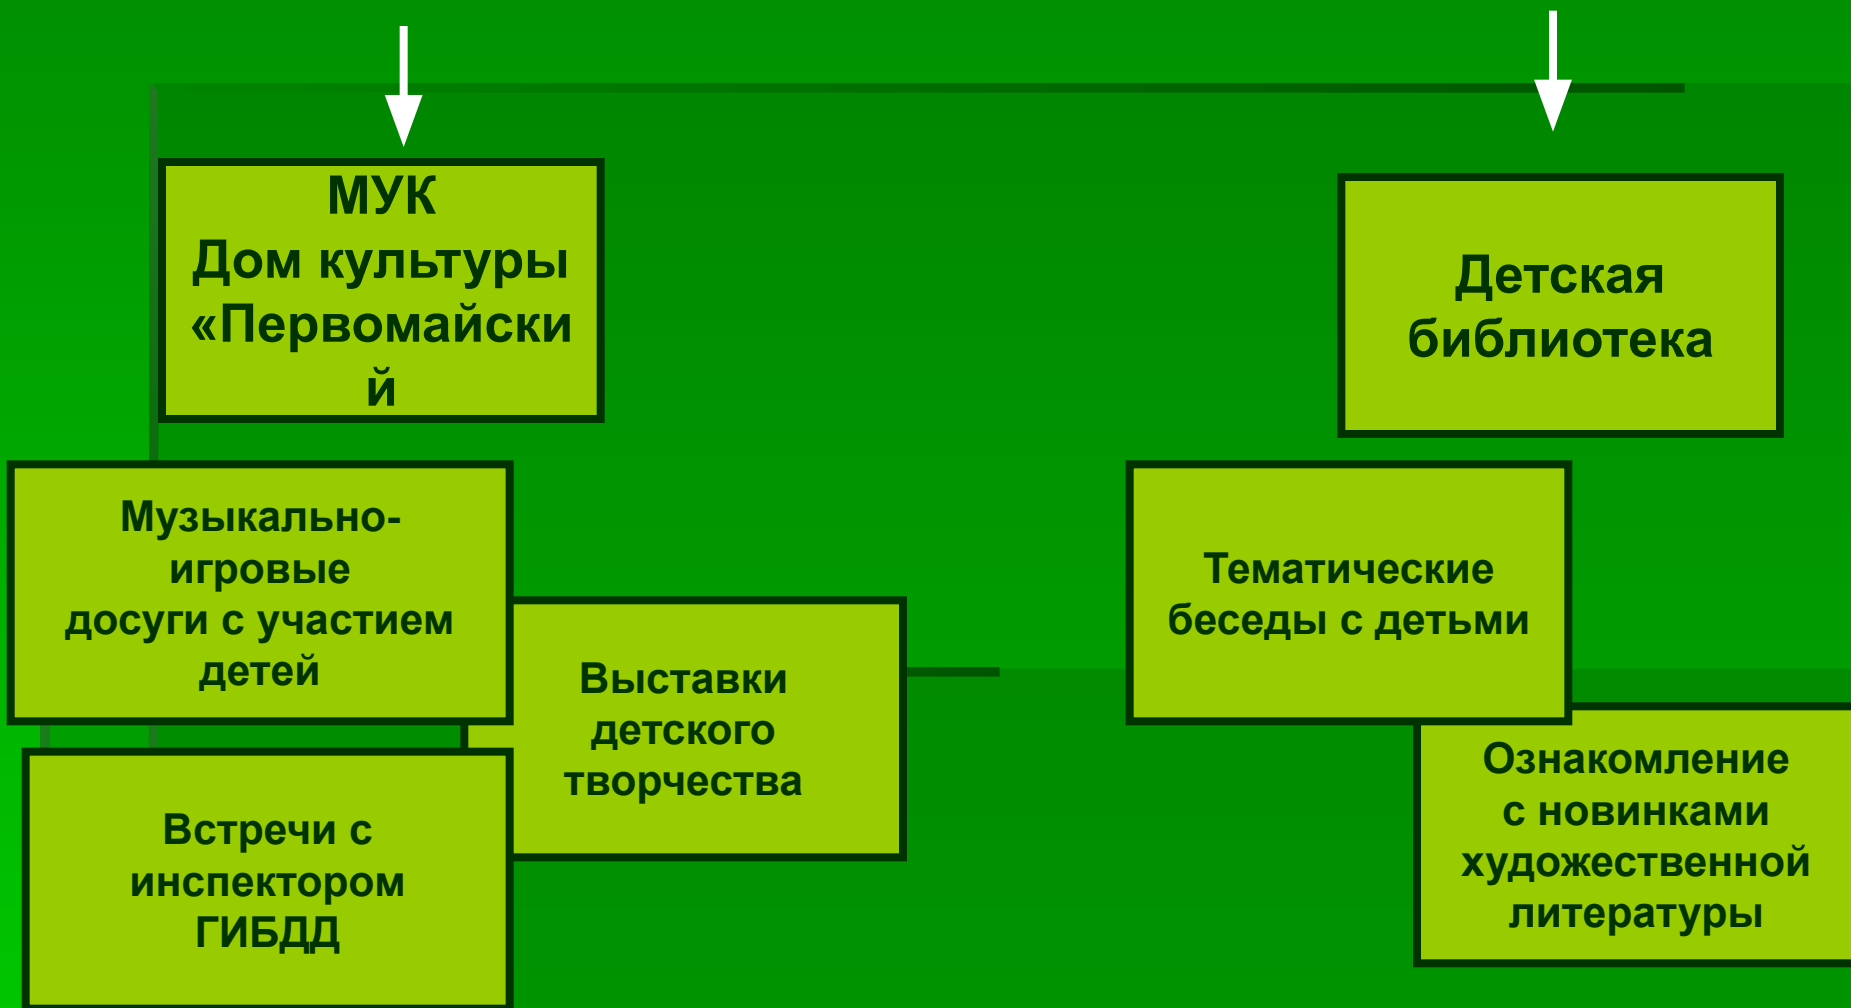 МУК
Дом культуры
«Первомайски
й
Детская
библиотека
Музыкально-
игровые
досуги с участием
детей
Выставки
детского
творчества
Встречи с
инспектором
ГИБДД
Тематические
беседы с детьми
Ознакомление
с новинками
художественной
литературы